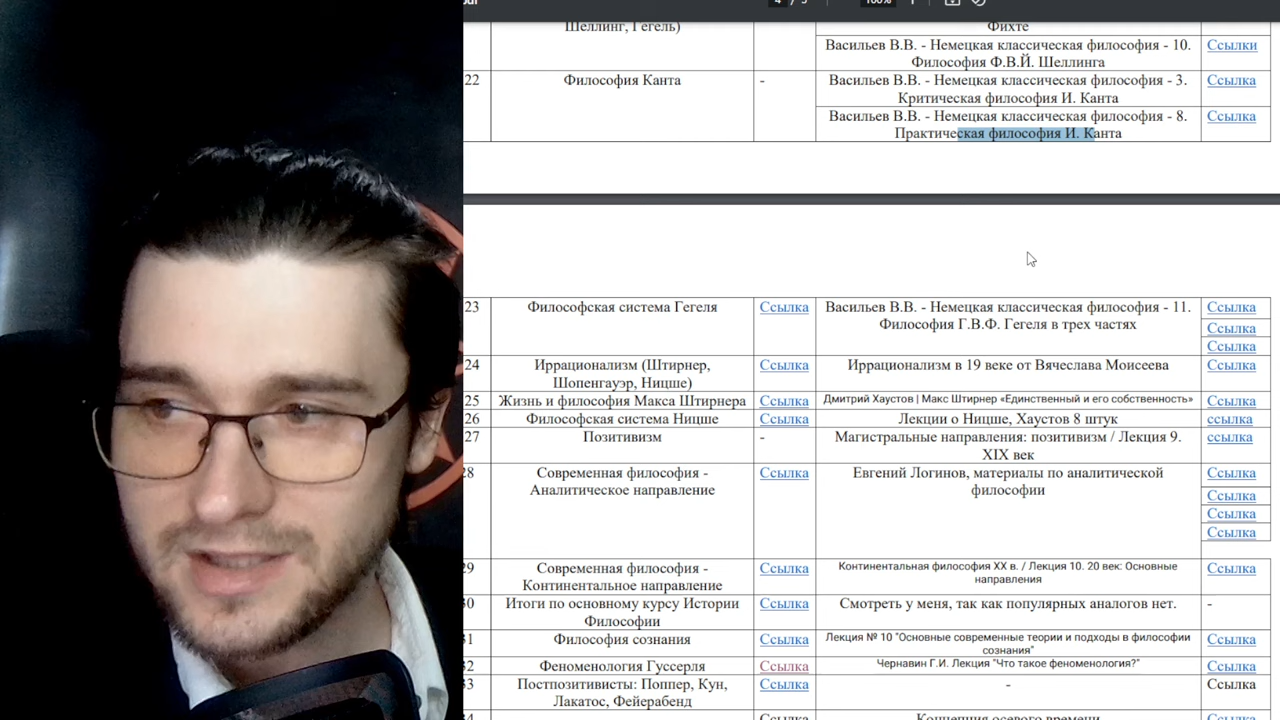 100%
Шеллинг, Гегель)
Фихте
Васильев В.В. - Немецкая классическая философия - 10.
Философия Ф.В.Й. Шеллинга
Ссылки
22
Философия Канта
-
Васильев В.В. - Немецкая классическая философия - 3.
Критическая философия И. Канта
Ссылка
Васильев В.В. - Немецкая классическая философия - 8.
Практическая философия И. Канта
Ссылка
23
Философская система Гегеля
Ссылка
Васильев В.В. - Немецкая классическая философия - 11.
Философия Г.В.Ф. Гегеля в трех частях
Ссылка
Ссылка
Ссылка
24
Иррационализм (Штирнер,
Шопенгауэр, Ницше)
Ссылка
Иррационализм в 19 веке от Вячеслава Моисеева
Ссылка
25
Жизнь и философия Макса Штирнера
Ссылка
Дмитрий Хаустов | Макс Штирнер «Единственный и его собственность»
Ссылка
26
Философская система Ницше
Ссылка
Лекции о Ницше, Хаустов 8 штук
ссылка
27
Позитивизм
-
Магистральные направления: позитивизм / Лекция 9.
XIX век
ссылка
28
Современная философия -
Аналитическое направление
Ссылка
Евгений Логинов, материалы по аналитической
философии
Ссылка
Ссылка
Ссылка
Ссылка
29
Современная философия -
Континентальное направление
Ссылка
Континентальная философия XX в. / Лекция 10. 20 век: Основные
направления
Ссылка
30
Итоги по основному курсу Истории
Философии
Ссылка
Смотреть у меня, так как популярных аналогов нет.
-
31
Философия сознания
Ссылка
Лекция № 10 "Основные современные теории и подходы в философии
сознания"
Ссылка
32
Феноменология Гуссерля
Ссылка
Чернавин Г.И. Лекция "Что такое феноменология?"
Ссылка
33
Постпозитивисты: Поппер, Кун,
Лакатос, Фейерабенд
Ссылка
-
Ссылка
34
Ссылка
Концепция осевого времени
Ссылка